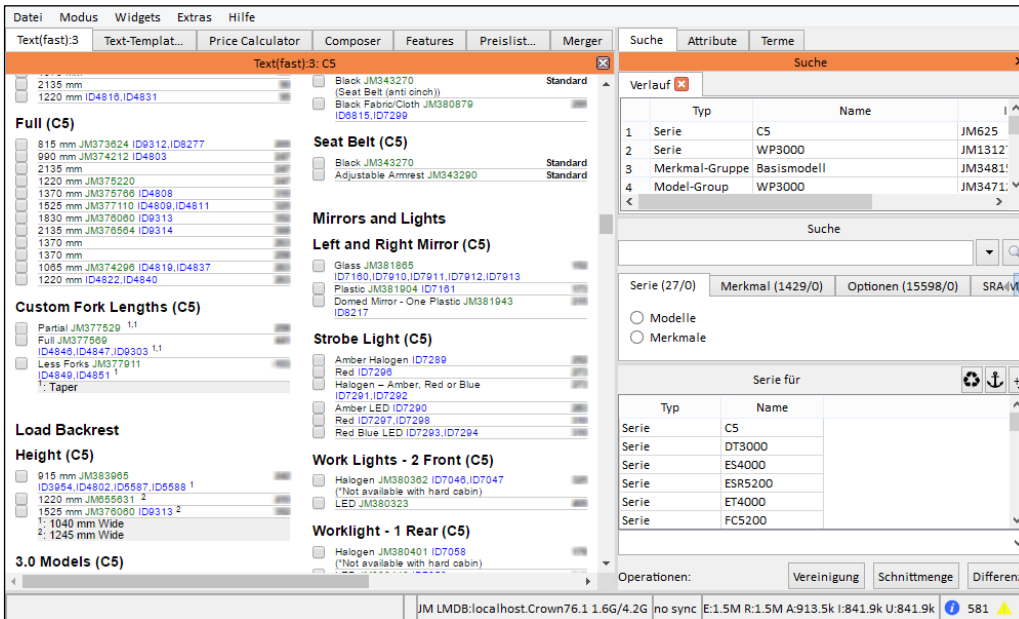 Datei Modus Widgets Extras Hilfe
Text(fast):3 Text-Templat... Price Calculator Composer Features Preislist... Merger
Text(fast):3: C5
2135 mm
1220 mm ID4816,ID4831
Full (C5)
815 mm JM373624 ID9312,ID8277
990 mm JM374212 ID4803
2135 mm
1220 mm JM375220
1370 mm JM375766 ID4808
1525 mm JM377110 ID4809,ID4811
1830 mm JM376060 ID9313
2135 mm JM376564 ID9314
1370 mm
1370 mm
1065 mm JM374296 ID4819,ID4837
1220 mm ID4822,ID4840
Custom Fork Lengths (C5)
Partial JM377529 1,1
Full JM377569
ID4846,ID4847,ID9303 1,1
Less Forks JM377911
ID4849,ID4851 1
1: Taper
Load Backrest
Height (C5)
915 mm JM383965
ID3954,ID4802,ID5587,ID5588 1
1220 mm JM655631 2
1525 mm JM376060 ID9313 2
1: 1040 mm Wide
2: 1245 mm Wide
3.0 Models (C5)
Black JM343270 Standard
(Seat Belt (anti cinch))
Black Fabric/Cloth JM380879
ID6815,ID7299
Seat Belt (C5)
Black JM343270 Standard
Adjustable Armrest JM343290 Standard
Mirrors and Lights
Left and Right Mirror (C5)
Glass JM381865
ID7160,ID7910,ID7911,ID7912,ID7913
Plastic JM381904 ID7161
Domed Mirror - One Plastic JM381943
ID8217
Strobe Light (C5)
Amber Halogen ID7289
Red ID7296
Halogen – Amber, Red or Blue
ID7291,ID7292
Amber LED ID7290
Red ID7297,ID7298
Red Blue LED ID7293,ID7294
Work Lights - 2 Front (C5)
Halogen JM380362 ID7046,ID7047
(*Not available with hard cabin)
LED JM380323
Worklight - 1 Rear (C5)
Halogen JM380401 ID7058
(*Not available with hard cabin)
Suche Attribute Terme
Suche
Verlauf
Typ Name
1 Serie C5 JM625
2 Serie WP3000 JM1312
3 Merkmal-Gruppe Basismodell JM3481
4 Model-Group WP3000 JM3471
Suche
Serie (27/0) Merkmal (1429/0) Optionen (15598/0) SRA
Modelle
Merkmale
Serie für
Typ Name
Serie C5
Serie DT3000
Serie ES4000
Serie ESR5200
Serie ET4000
Serie FC5200
Operationen: Vereinigung Schnittmenge Differen
JM LMDB:localhost.Crown76.1 1.6G/4.2G no sync E:1.5M R:1.5M A:913.5k I:841.9k U:841.9k 581